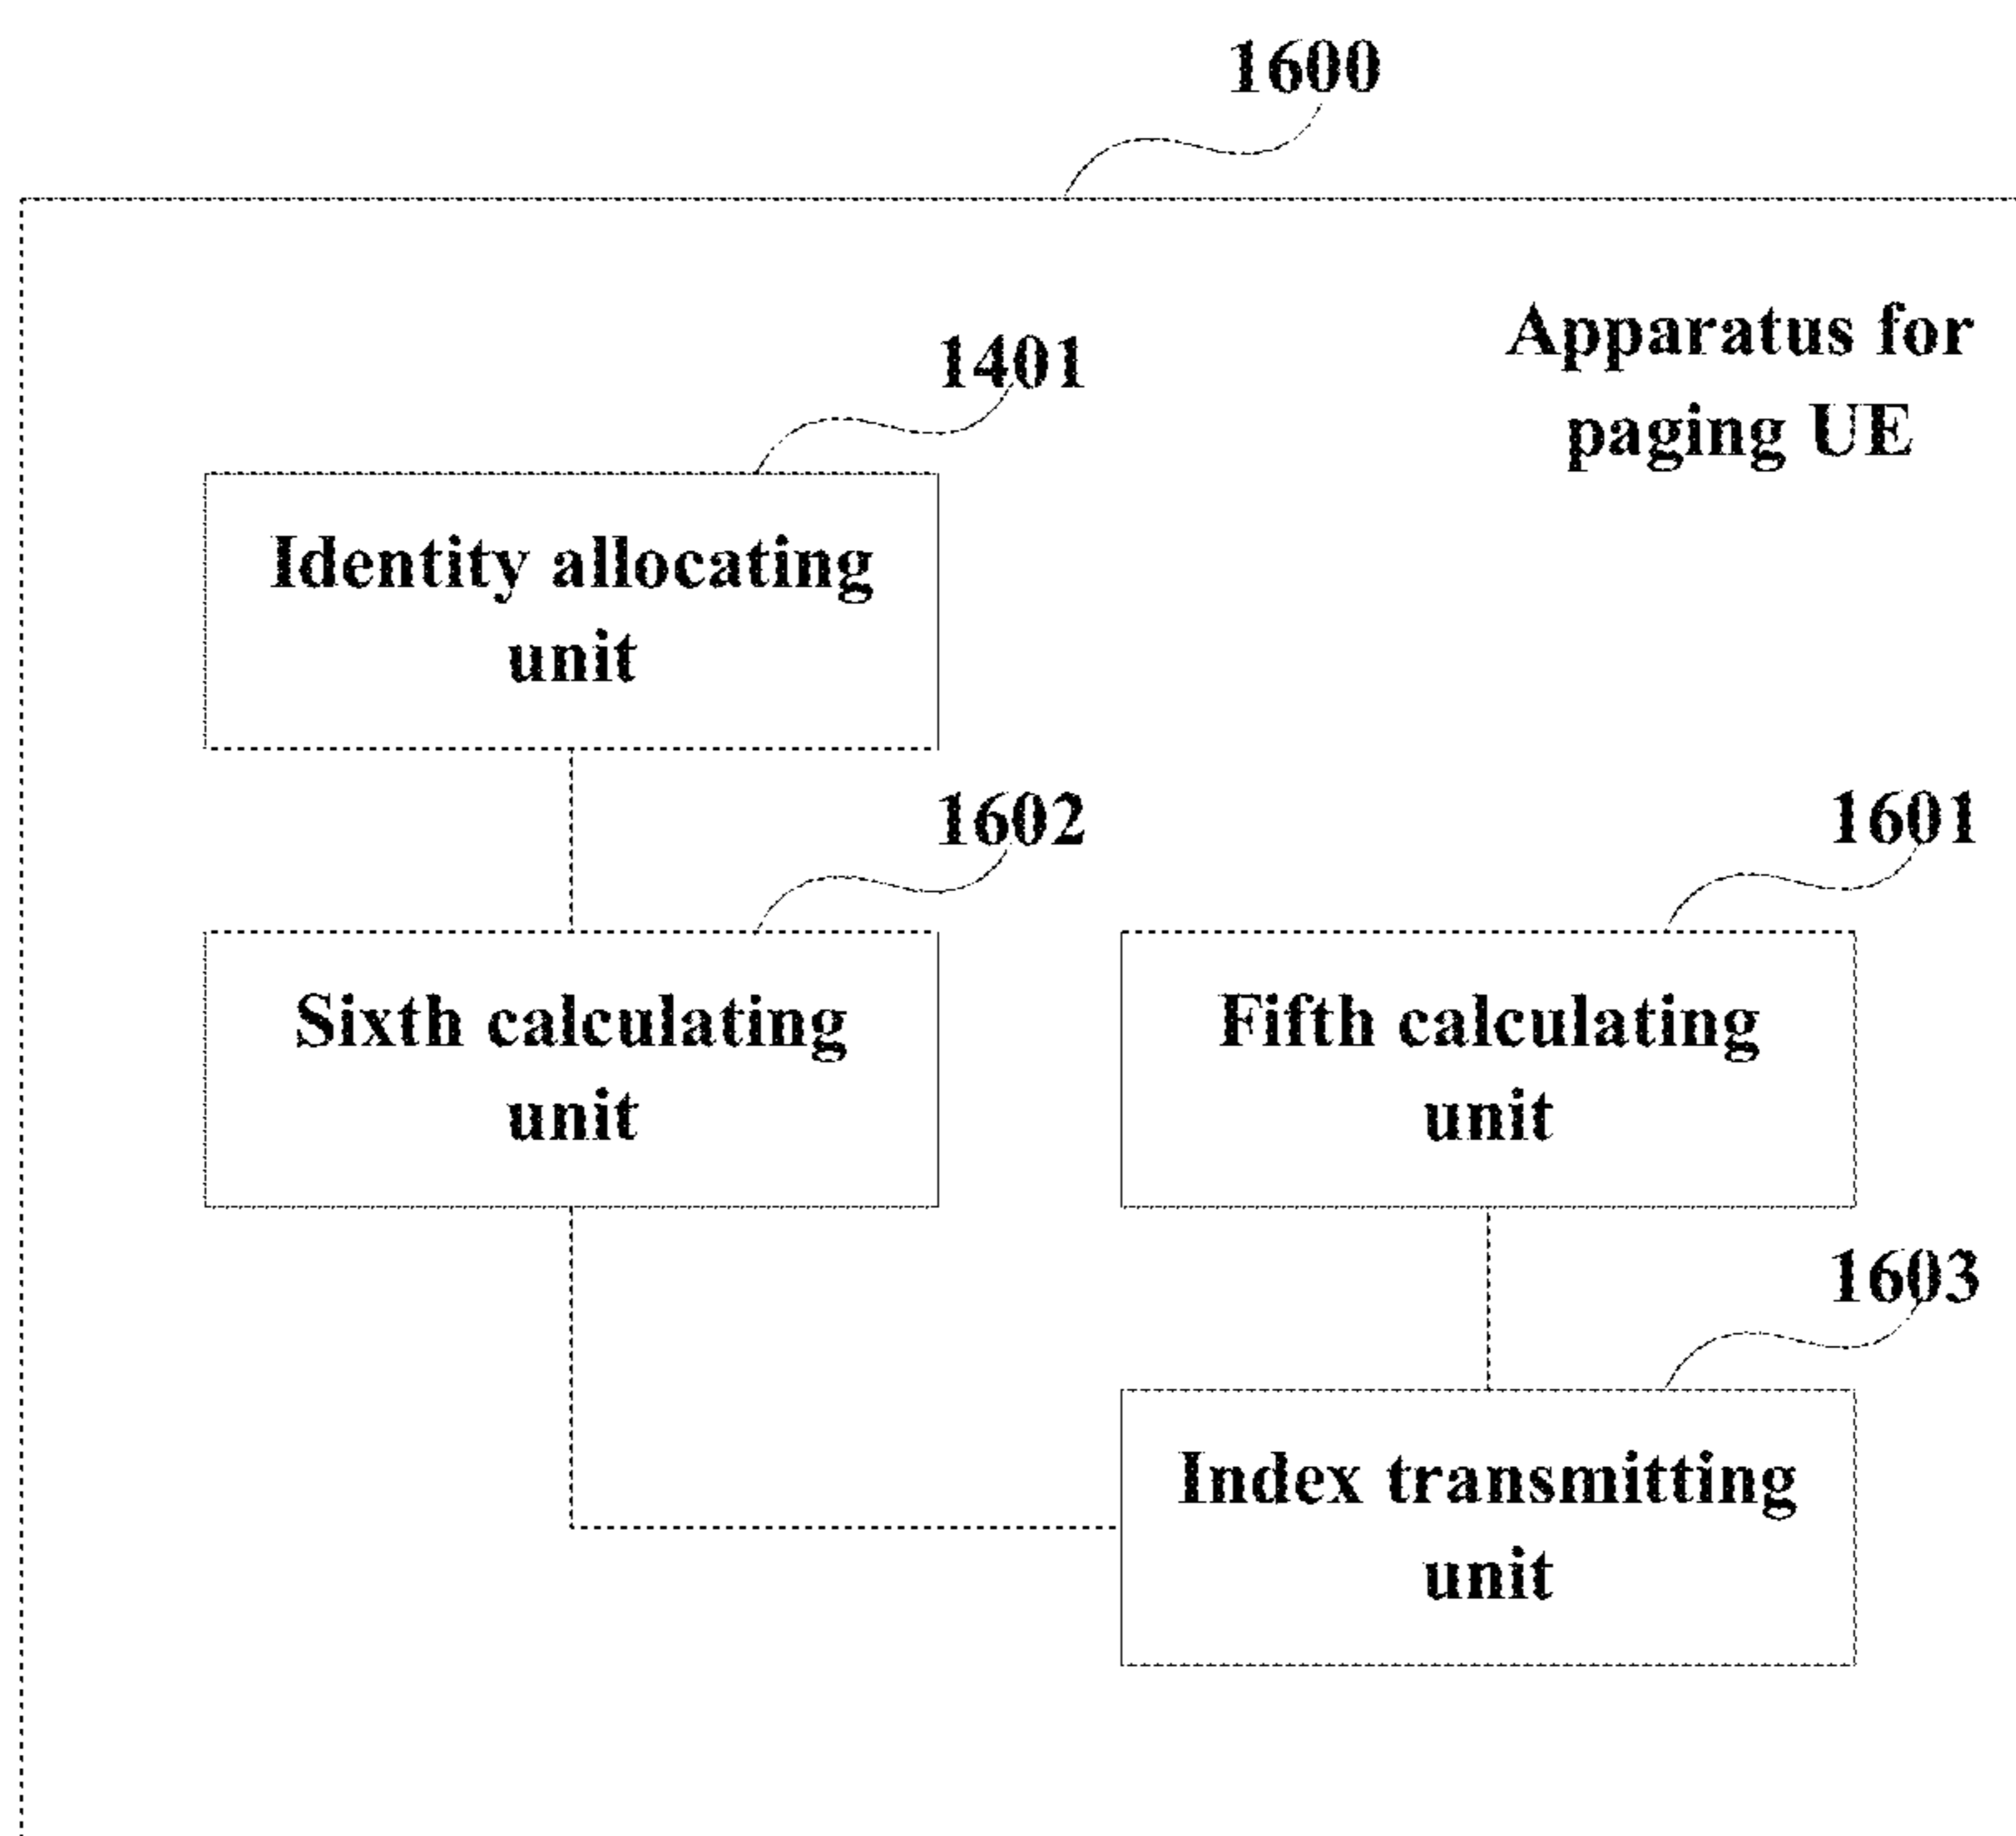 1600
Apparatus for
paging UE
1401
Identity allocating
unit
1602
Sixth calculating
unit
1601
Fifth calculating
unit
1603
Index transmitting
unit